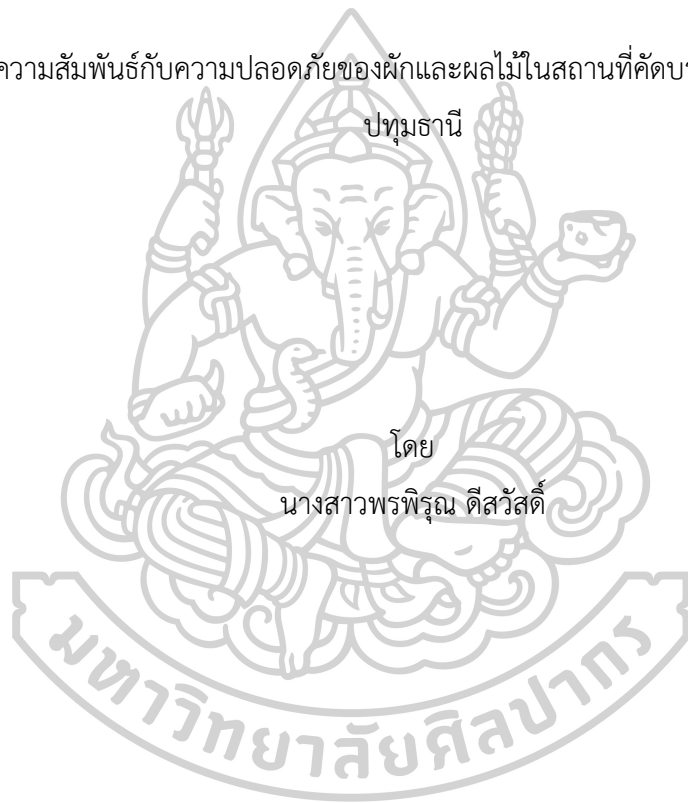 ความสัมพันธ์กับความปลอดภัยของผักและผลไม้ในสถานที่คัดบร
ปทุมธานี
โดย
นางสาวพรพิรุณ ดีสวัสดิ์
มหาวิทยาลัยศิลปากร